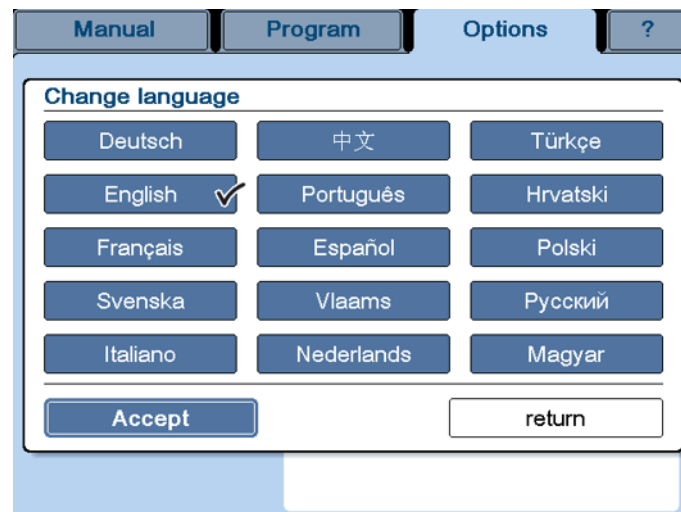 Manual Program Options ?
Change language
Deutsch 中文 Türkçe
English Português Hrvatski
Français Español Polski
Svenska Vlaams Русский
Italiano Nederlands Magyar
Accept return